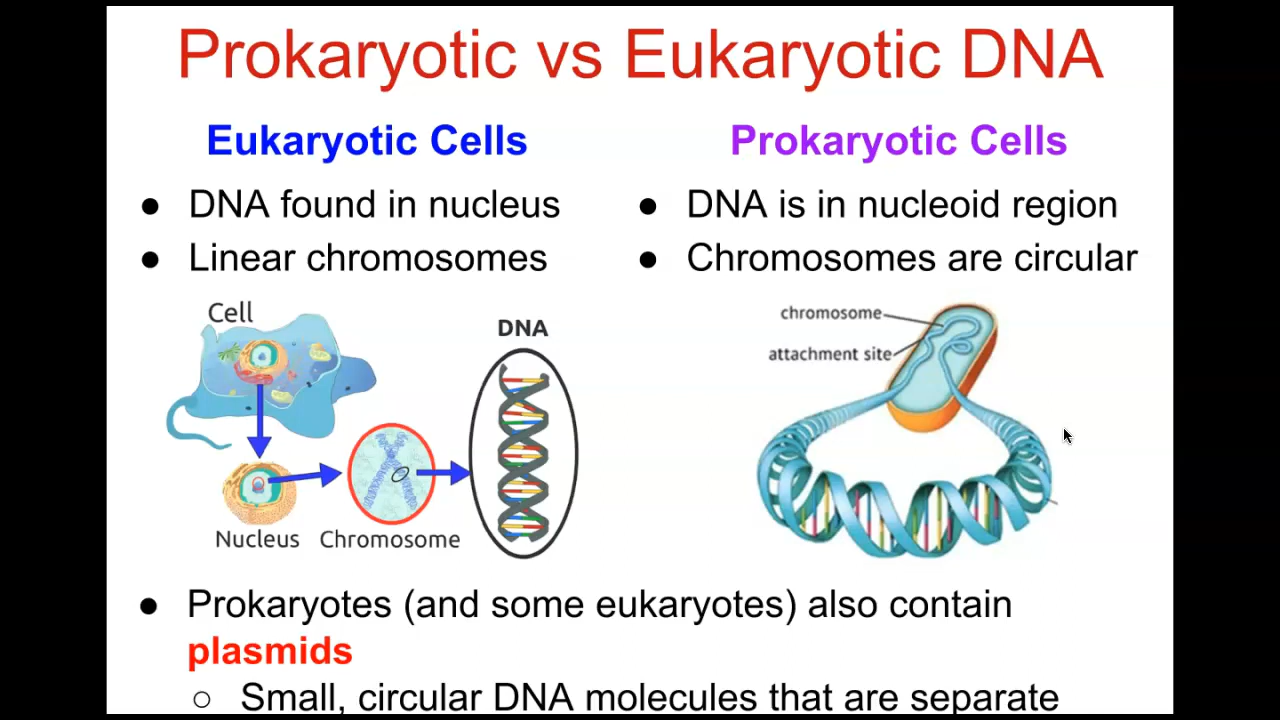 Prokaryotic vs Eukaryotic DNA
Eukaryotic Cells
● DNA found in nucleus
● Linear chromosomes
Cell
DNA
Nucleus
Chromosome
Prokaryotic Cells
● DNA is in nucleoid region
● Chromosomes are circular
chromosome
attachment site
● Prokaryotes (and some eukaryotes) also contain
plasmids
○ Small, circular DNA molecules that are separate